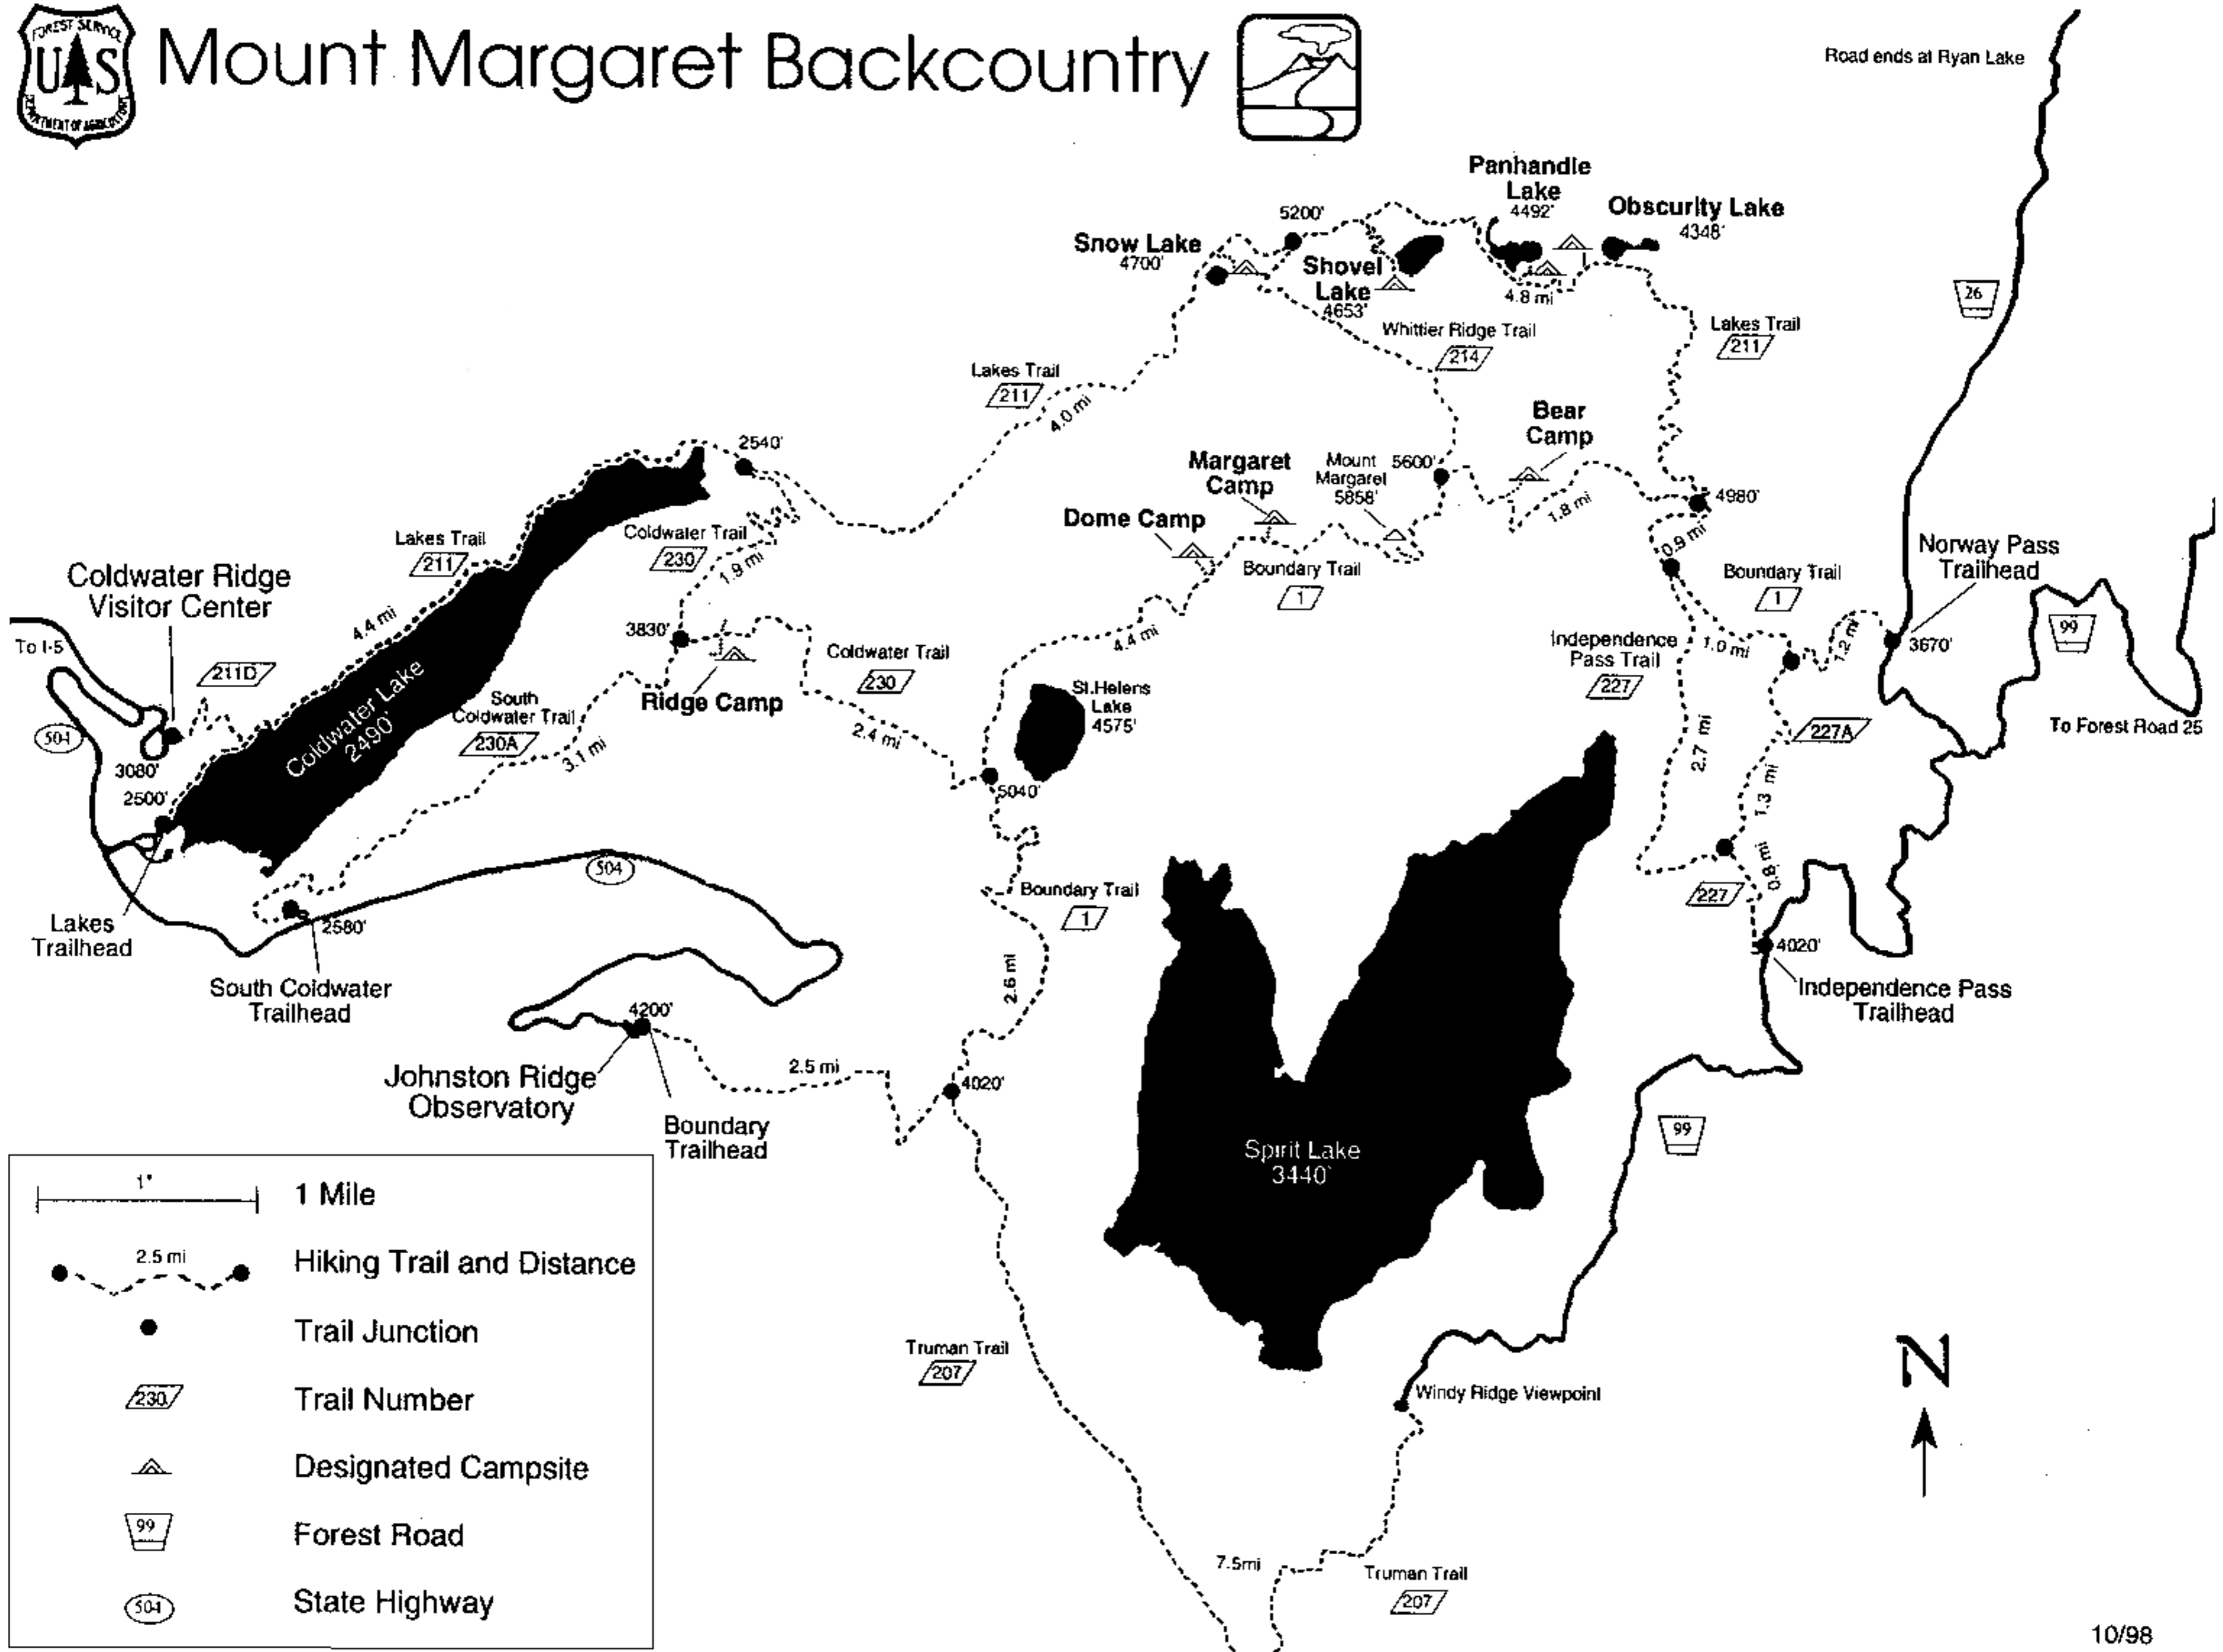 FOREST SERVICE
U S
DEPARTMENT OF AGRICULTURE
Mount Margaret Backcountry
Road ends at Ryan Lake
Panhandle
Lake
4492'
Obscurity Lake
4348'
5200'
Snow Lake
4700'
Shovel
Lake
4653'
4.8 mi
26
Whittier Ridge Trail
214
Lakes Trail
211
Lakes Trail
211
4.0 mi
Bear
Camp
2540'
Margaret
Camp
Mount
Margaret
5858'
5600'
1.8 mi
4980'
Dome Camp
0.9 mi
Lakes Trail
211
Coldwater Trail
230
1.9 mi
Boundary Trail
1
Norway Pass
Trailhead
Boundary Trail
1
Coldwater Ridge
Visitor Center
4.4 mi
3830'
4.4 mi
Independence
Pass Trail
227
1.0 mi
1.2 mi
3670'
99
To I-5
211D
Coldwater Trail
230
Ridge Camp
South
Coldwater Trail
230A
3.1 mi
2.4 mi
St.Helens
Lake
4575'
227A
To Forest Road 25
504
Coldwater Lake
2490'
2.7 mi
3080'
2500'
5040'
1.3 mi
504
0.8 mi
Boundary Trail
1
227
Lakes
Trailhead
2580'
4020'
South Coldwater
Trailhead
2.6 mi
Independence Pass
Trailhead
4200'
Johnston Ridge
Observatory
2.5 mi
4020'
Boundary
Trailhead
99
Spirit Lake
3440'
1"
1 Mile
2.5 mi
Hiking Trail and Distance
Trail Junction
230
Trail Number
Designated Campsite
99
Forest Road
504
State Highway
Truman Trail
207
Windy Ridge Viewpoint
N
7.5mi
Truman Trail
207
10/98